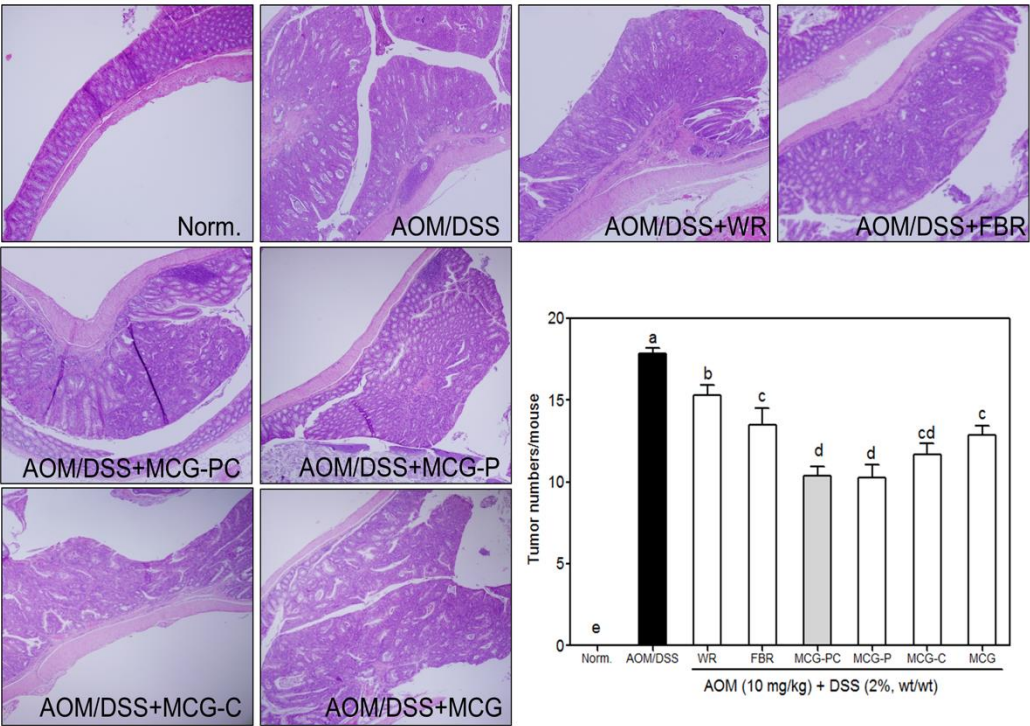 Norm.
AOM/DSS
AOM/DSS+WR
AOM/DSS+FBR
AOM/DSS+MCG-PC
AOM/DSS+MCG-P
AOM/DSS+MCG-C
AOM/DSS+MCG
Tumor numbers/mouse
20
15
10
5
0
e
a
b
c
d
d
cd
c
Norm. AOM/DSS WR FBR MCG-PC MCG-P MCG-C MCG
AOM (10 mg/kg) + DSS (2%, wt/wt)